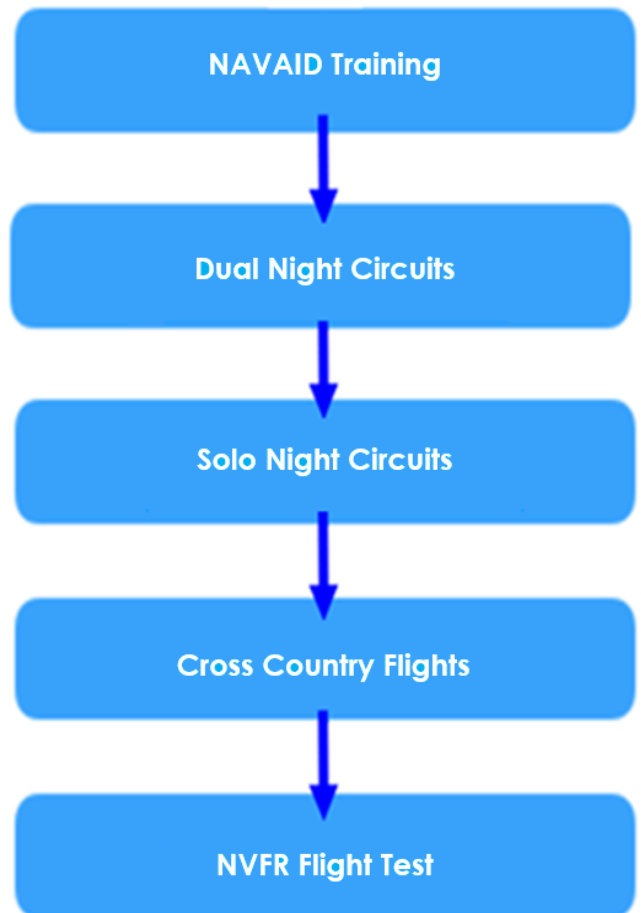 NAVAID Training
Dual Night Circuits
Solo Night Circuits
Cross Country Flights
NVFR Flight Test